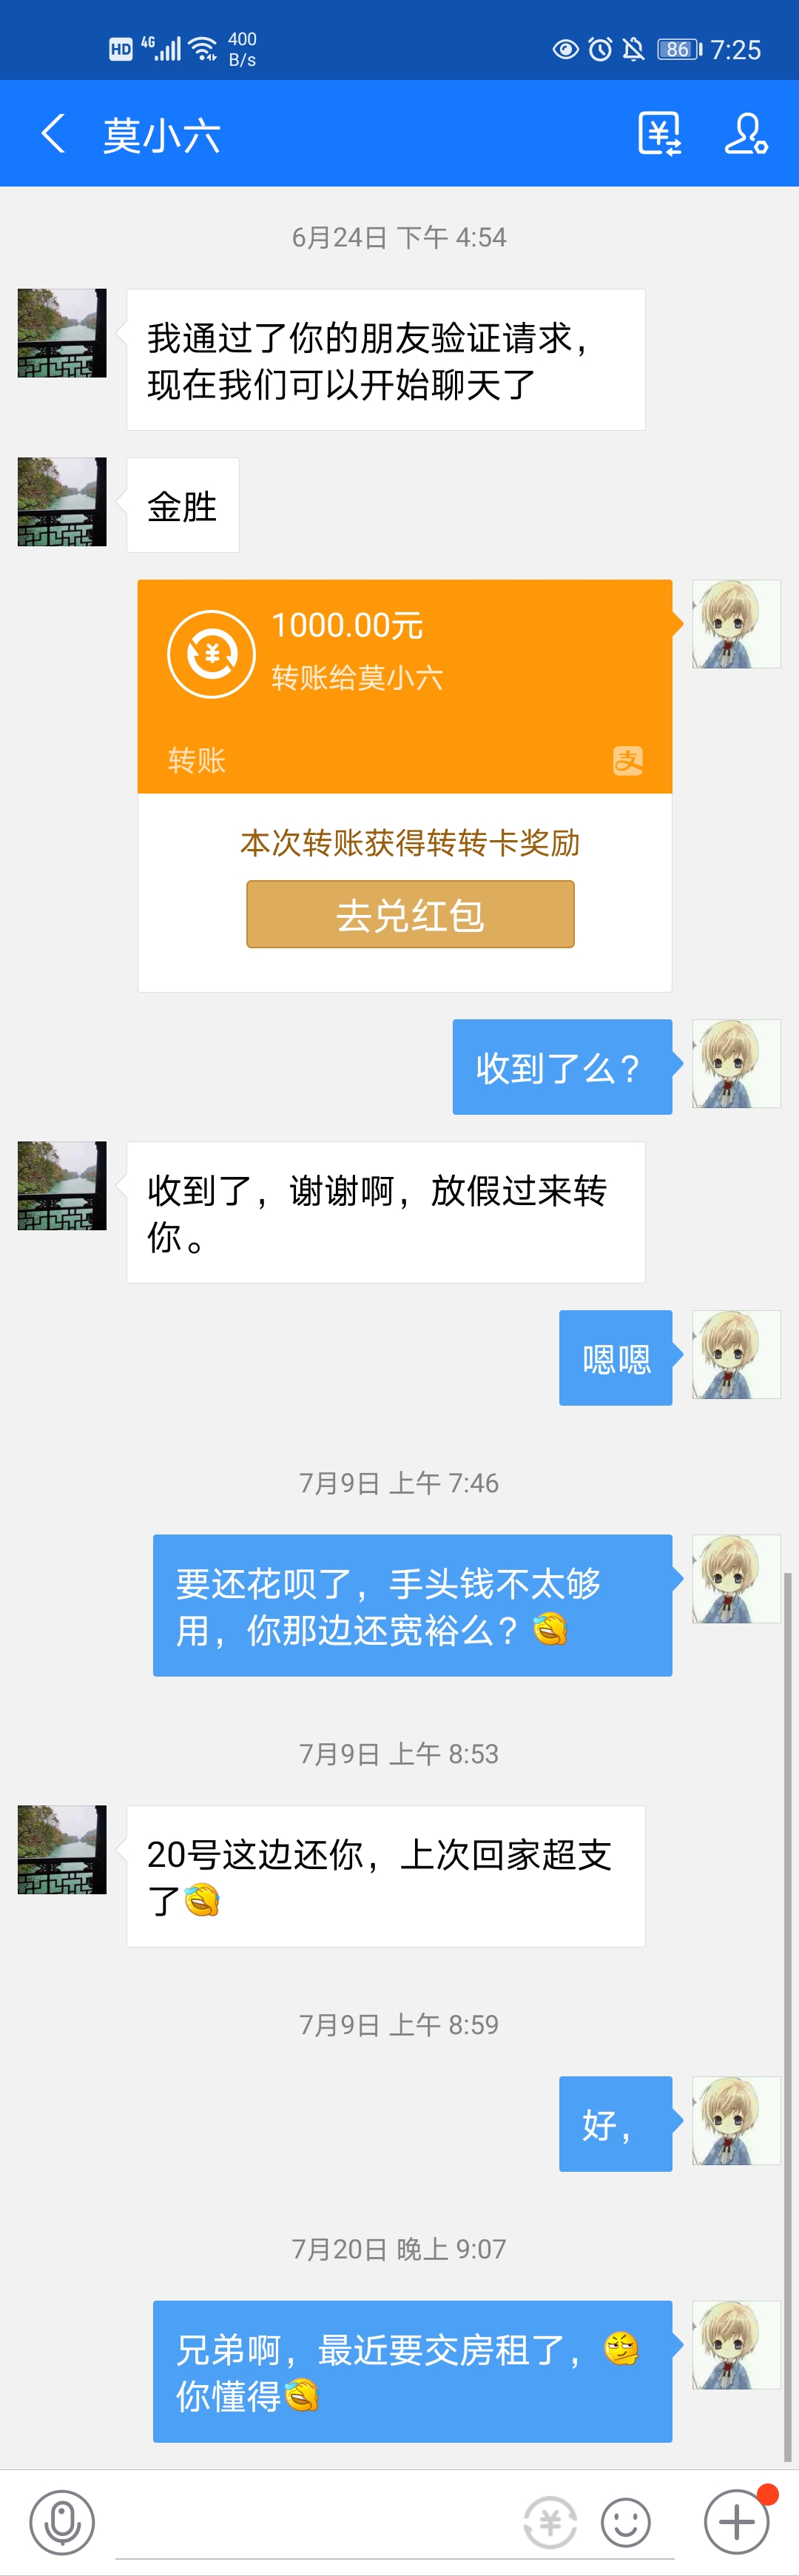 HD 4G 400 B/s 86 7:25
莫小六
6月24日 下午 4:54
我通过了你的朋友验证请求，
现在我们可以开始聊天了
金胜
1000.00元
转账给莫小六
转账
支
本次转账获得转转卡奖励
去兑红包
收到了么？
收到了，谢谢啊，放假过来转
你。
嗯嗯
7月9日 上午 7:46
要还花呗了，手头钱不太够
用，你那边还宽裕么？
7月9日 上午 8:53
20号这边还你，上次回家超支
了
7月9日 上午 8:59
好，
7月20日 晚上 9:07
兄弟啊，最近要交房租了，
你懂得